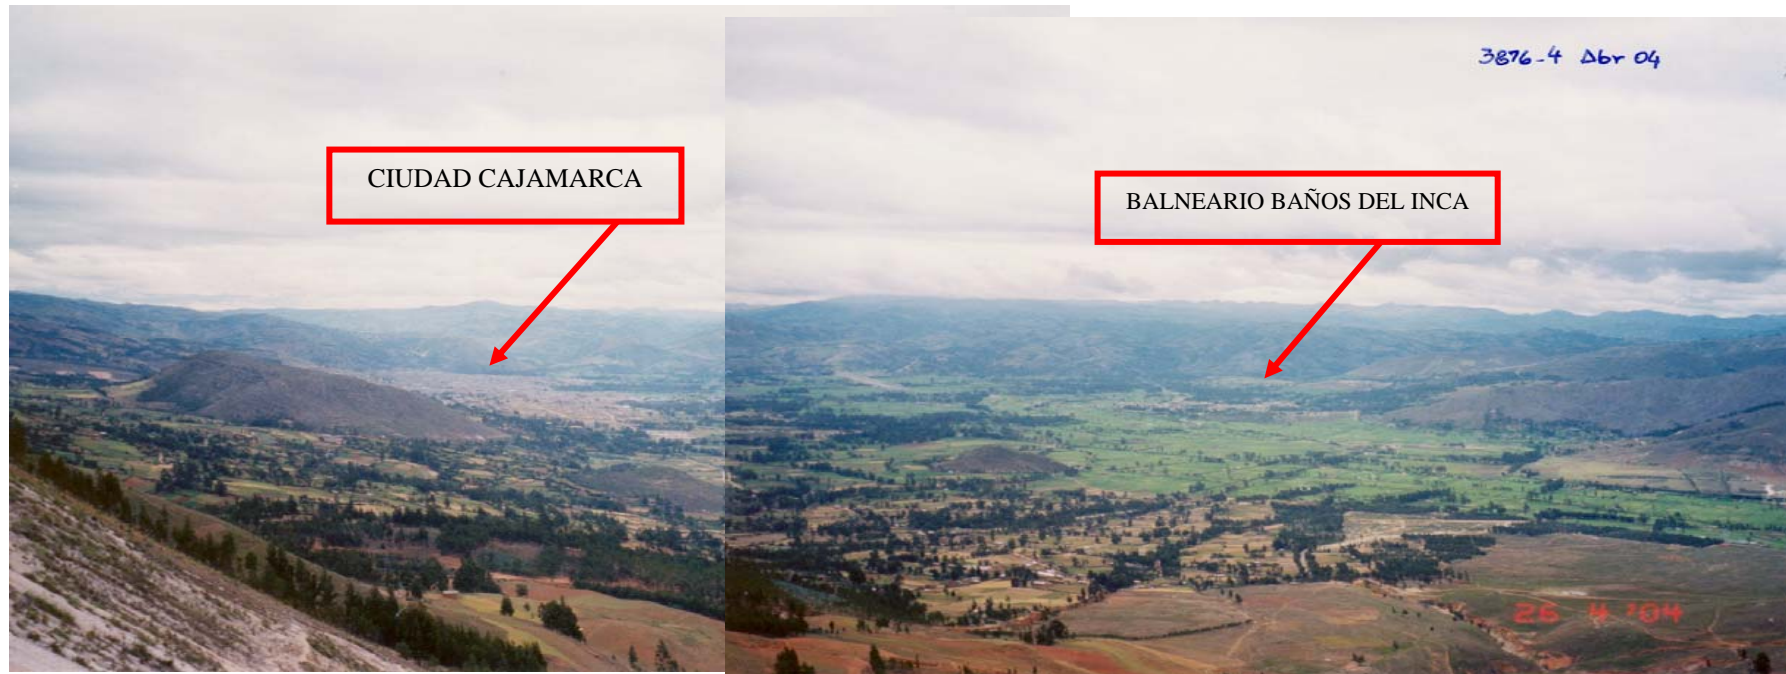 3876-4 Abr 04
CIUDAD CAJAMARCA
BALNEARIO BAÑOS DEL INCA
26 4 '04